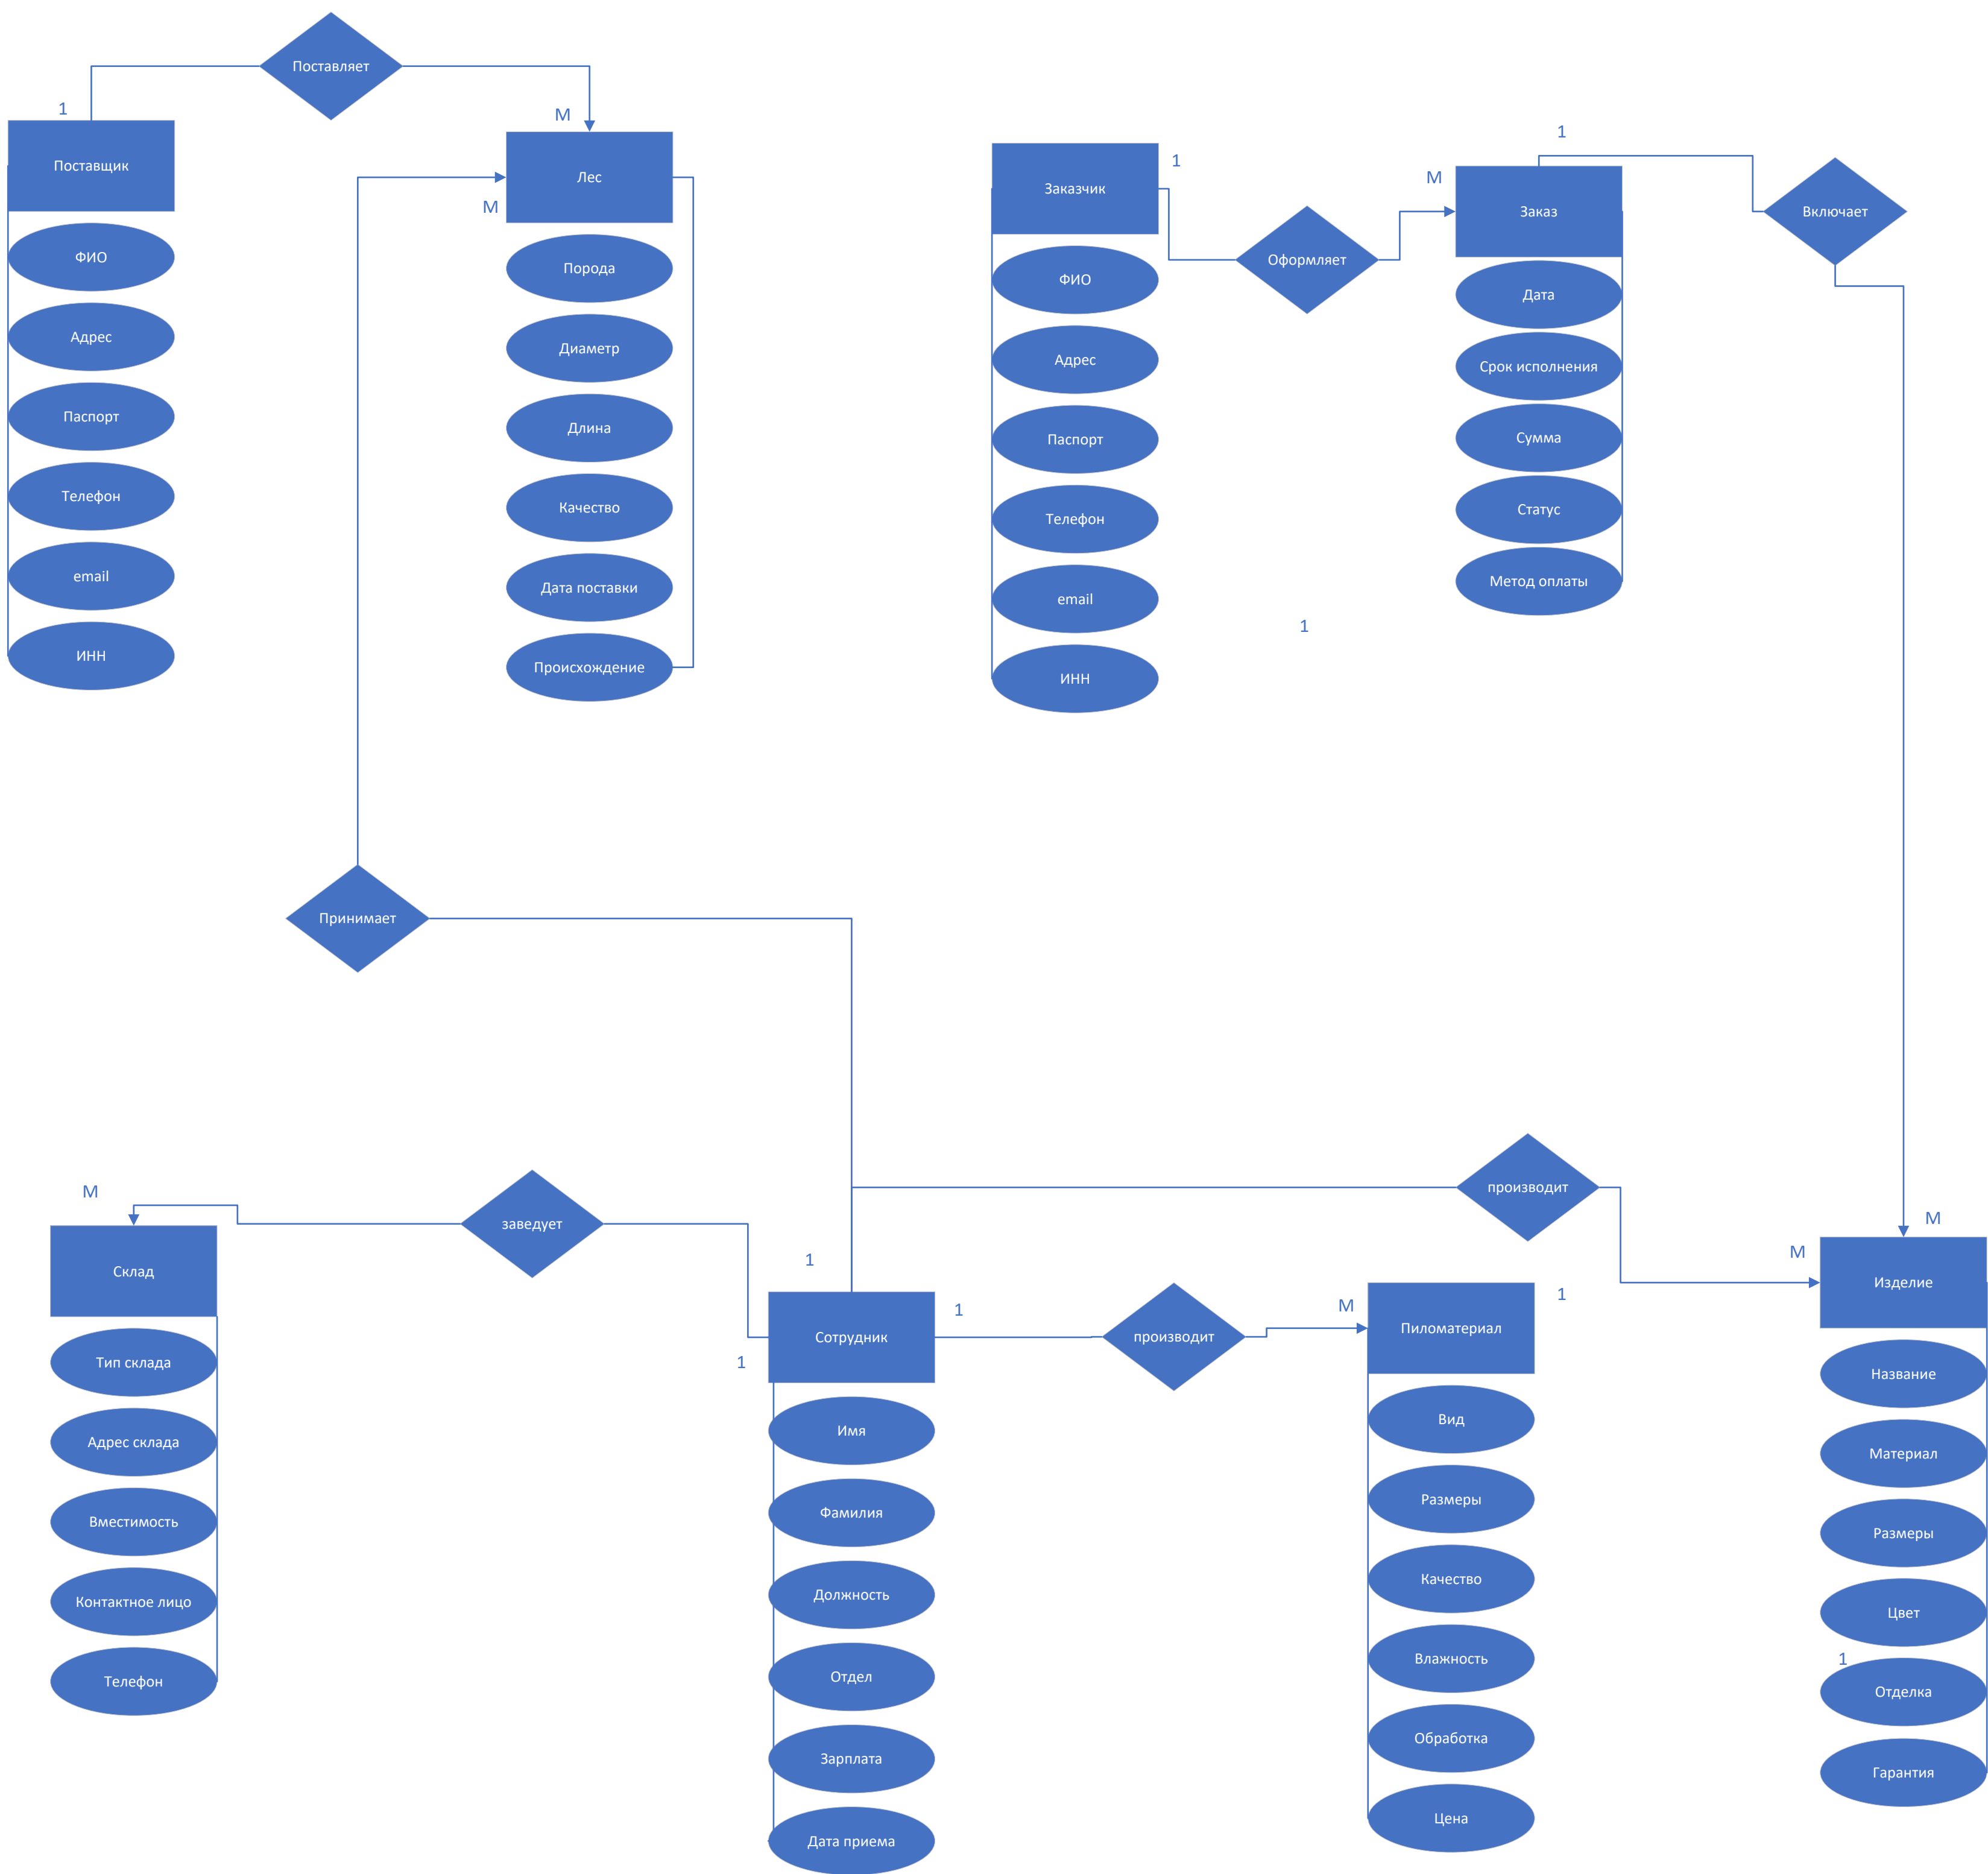 Поставляет
1
М
Поставщик
Лес
М
ФИО
Адрес
Паспорт
Телефон
email
ИНН
Порода
Диаметр
Длина
Качество
Дата поставки
Происхождение
Заказчик
1
ФИО
Адрес
Паспорт
Телефон
email
ИНН
Оформляет
М
1
Заказ
Дата
Срок исполнения
Сумма
Статус
Метод оплаты
Включает
1
Принимает
М
заведует
Склад
Тип склада
Адрес склада
Вместимость
Контактное лицо
Телефон
1
1
1
Сотрудник
Имя
Фамилия
Должность
Отдел
Зарплата
Дата приема
производит
производит
М
Пиломатериал
1
Вид
Размеры
Качество
Влажность
Обработка
Цена
М
М
Изделие
Название
Материал
Размеры
Цвет
1
Отделка
Гарантия